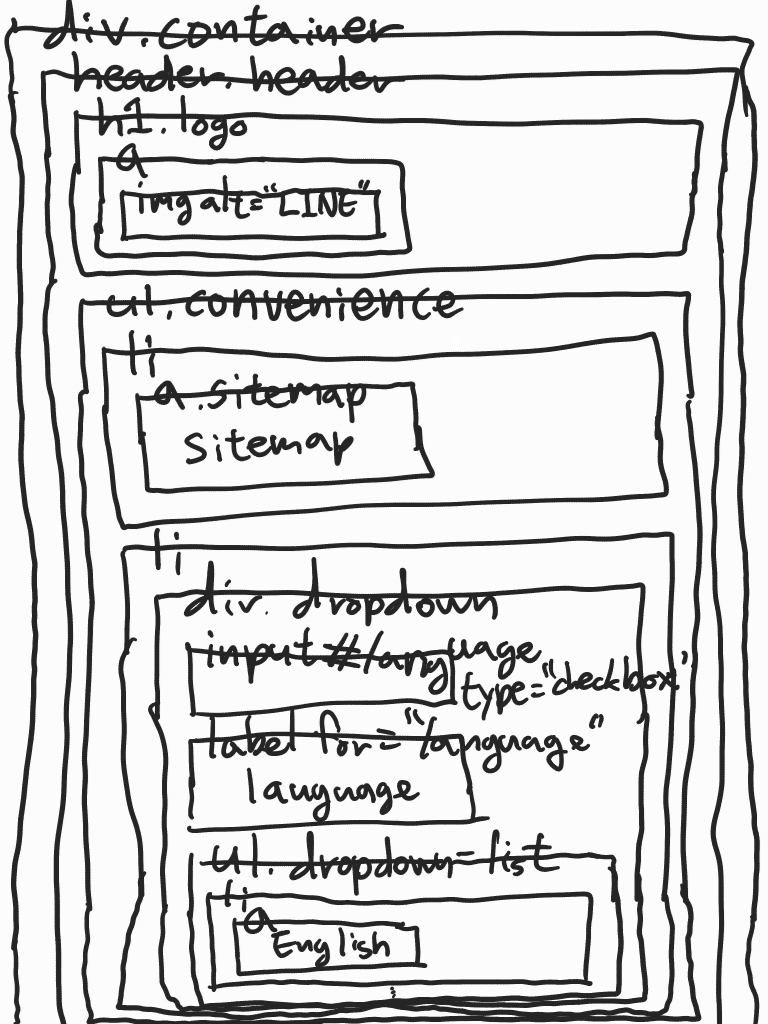 div.container
header.header
h1.logo
a
img alt="LINE"
ul.convenience
li
a.sitemap
Sitemap
li
div.dropdown
input#language
type="checkbox"
label for="language"
language
ul.dropdown-list
li
a
English